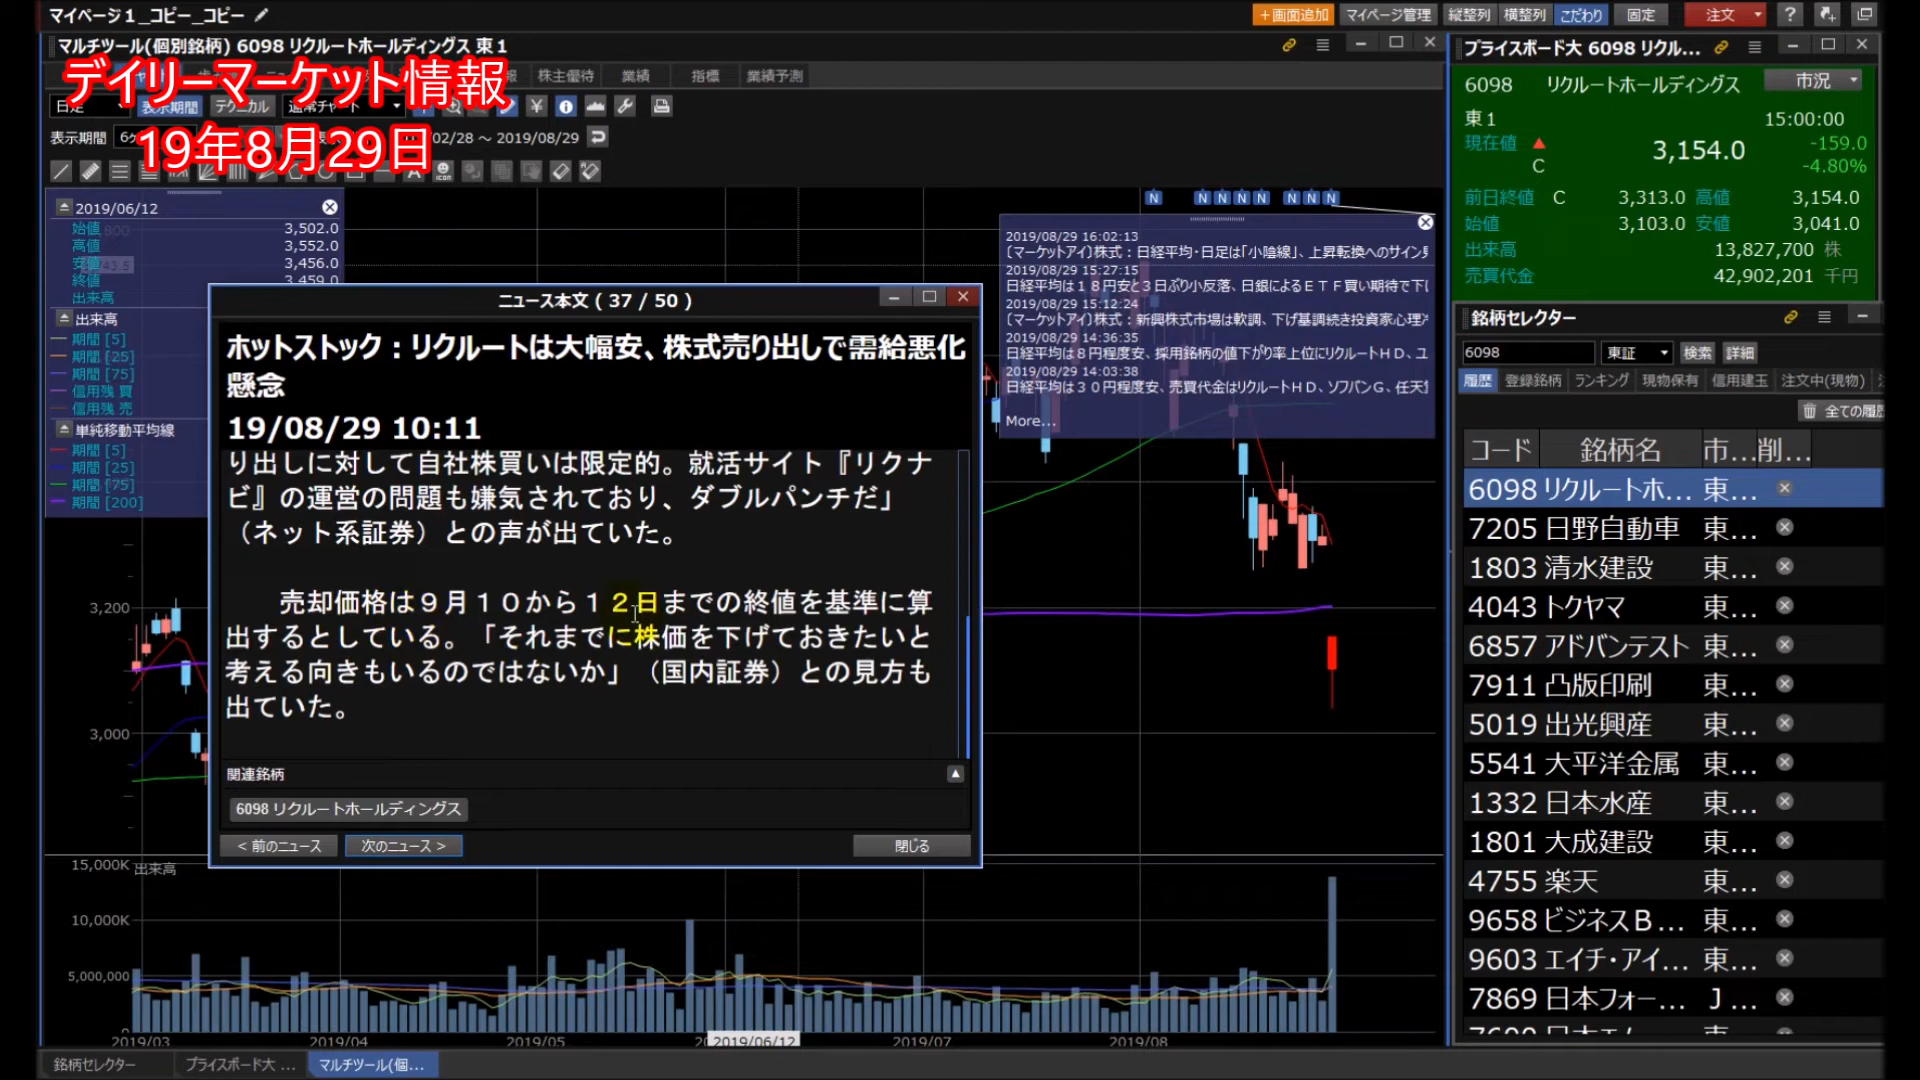 マイページ１_コピー_コピー
＋画面追加
マイページ管理
縦整列
横整列
こだわり
固定
注文
?
マルチツール(個別銘柄) 6098 リクルートホールディングス 東１
デイリーマーケット情報
19年8月29日
株主優待
業績
指標
業績予測
日足
表示期間
テクニカル
通常チャート
¥
表示期間
02/28 ～ 2019/08/29
2019/06/12
始値 3,502.0
高値 3,552.0
安値 3,456.0
終値 3,459.0
出来高
出来高
期間 [5]
期間 [25]
期間 [75]
信用残 買
信用残 売
単純移動平均線
期間 [5]
期間 [25]
期間 [75]
期間 [200]
N N N N N N N N
2019/08/29 16:02:13
〔マーケットアイ〕株式：日経平均・日足は「小陰線」、上昇転換へのサイン
2019/08/29 15:27:15
日経平均は１８円安と３日ぶり小反落、日銀によるＥＴＦ買い期待で下
2019/08/29 15:12:24
〔マーケットアイ〕株式：新興株式市場は軟調、下げ基調続き投資家心理
2019/08/29 14:36:35
日経平均は８円程度安、採用銘柄の値下がり率上位にリクルートＨＤ、ユ
2019/08/29 14:03:38
日経平均は３０円程度安、売買代金はリクルートＨＤ、ソフバンＧ、任天
More...
ニュース本文 ( 37 / 50 )
ホットストック：リクルートは大幅安、株式売り出しで需給悪化
懸念
19/08/29 10:11
り出しに対して自社株買いは限定的。就活サイト『リクナ
ビ』の運営の問題も嫌気されており、ダブルパンチだ」
（ネット系証券）との声が出ていた。
売却価格は９月１０から１２日までの終値を基準に算
出するとしている。「それまでに株価を下げておきたいと
考える向きもいるのではないか」（国内証券）との見方も
出ていた。
関連銘柄
6098 リクルートホールディングス
< 前のニュース
次のニュース >
閉じる
3,200
3,000
15,000K
出来高
10,000K
5,000,000
0
2019/03
2019/04
2019/05
2019/06/12
2019/07
2019/08
プライスボード大 6098 リクル...
6098 リクルートホールディングス
市況
東１ 15:00:00
現在値 ▲ 3,154.0 -159.0
C -4.80%
前日終値 C 3,313.0 高値 3,154.0
始値 3,103.0 安値 3,041.0
出来高 13,827,700 株
売買代金 42,902,201 千円
銘柄セレクター
6098 東証 検索 詳細
履歴 登録銘柄 ランキング 現物保有 信用建玉 注文中(現物)
全ての履歴
コード 銘柄名 市... 削...
6098 リクルートホ... 東...
7205 日野自動車 東...
1803 清水建設 東...
4043 トクヤマ 東...
6857 アドバンテスト 東...
7911 凸版印刷 東...
5019 出光興産 東...
5541 大平洋金属 東...
1332 日本水産 東...
1801 大成建設 東...
4755 楽天 東...
9658 ビジネスＢ... 東...
9603 エイチ・アイ... 東...
7869 日本フォー... Ｊ...
銘柄セレクター
プライスボード大 ...
マルチツール(個...